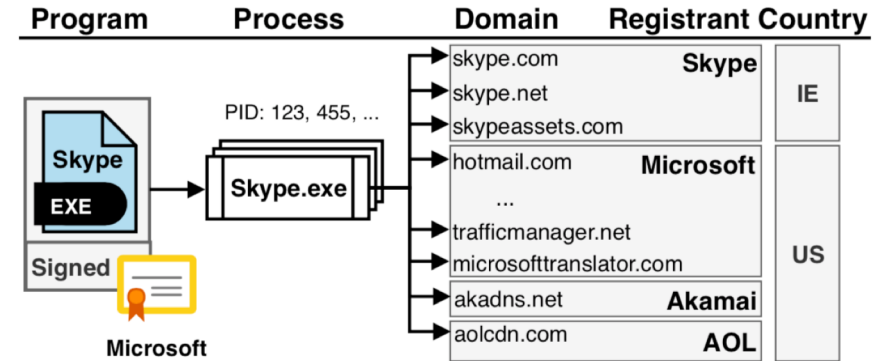 Program Process Domain Registrant Country
PID: 123, 455, ...
Skype
EXE
Signed
Microsoft
Skype.exe
skype.com Skype
skype.net
skypeassets.com
IE
hotmail.com Microsoft
...
trafficmanager.net
microsofttranslator.com
akadns.net Akamai
aolcdn.com AOL
US